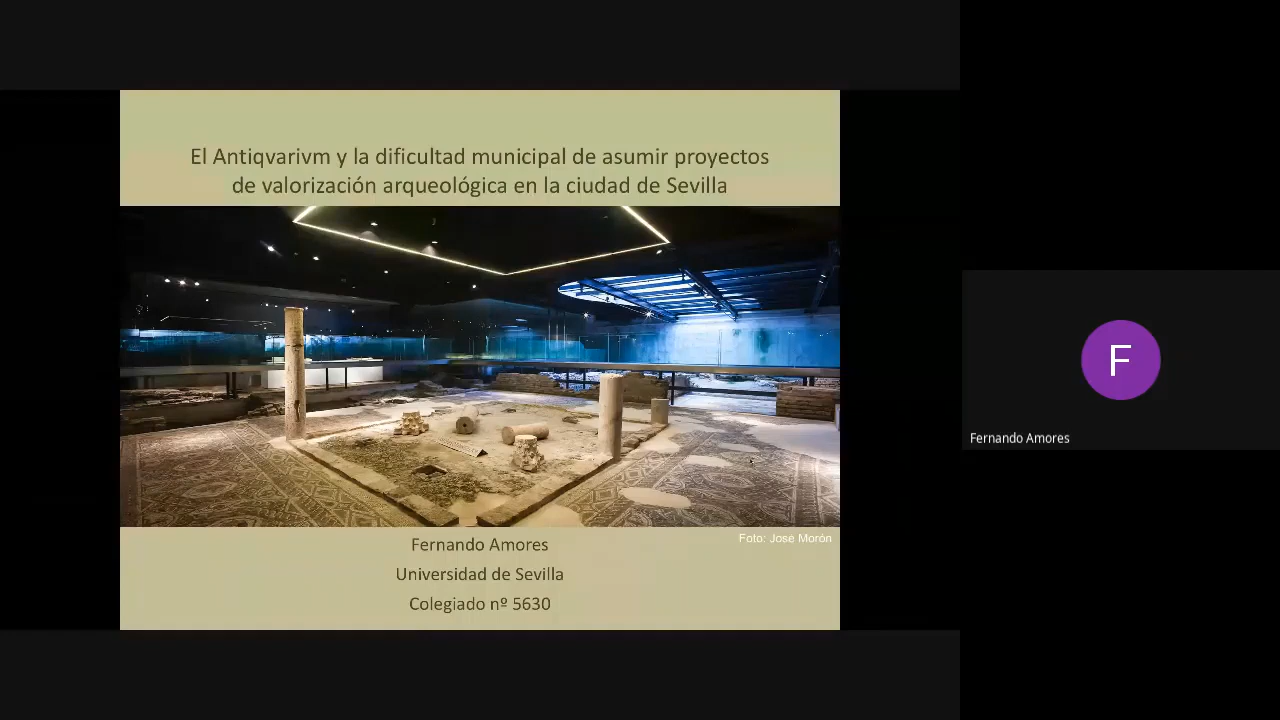 El Antiqvarivm y la dificultad municipal de asumir proyectos
de valorización arqueológica en la ciudad de Sevilla
Foto: José Morón
Fernando Amores
Universidad de Sevilla
Colegiado nº 5630
F
Fernando Amores